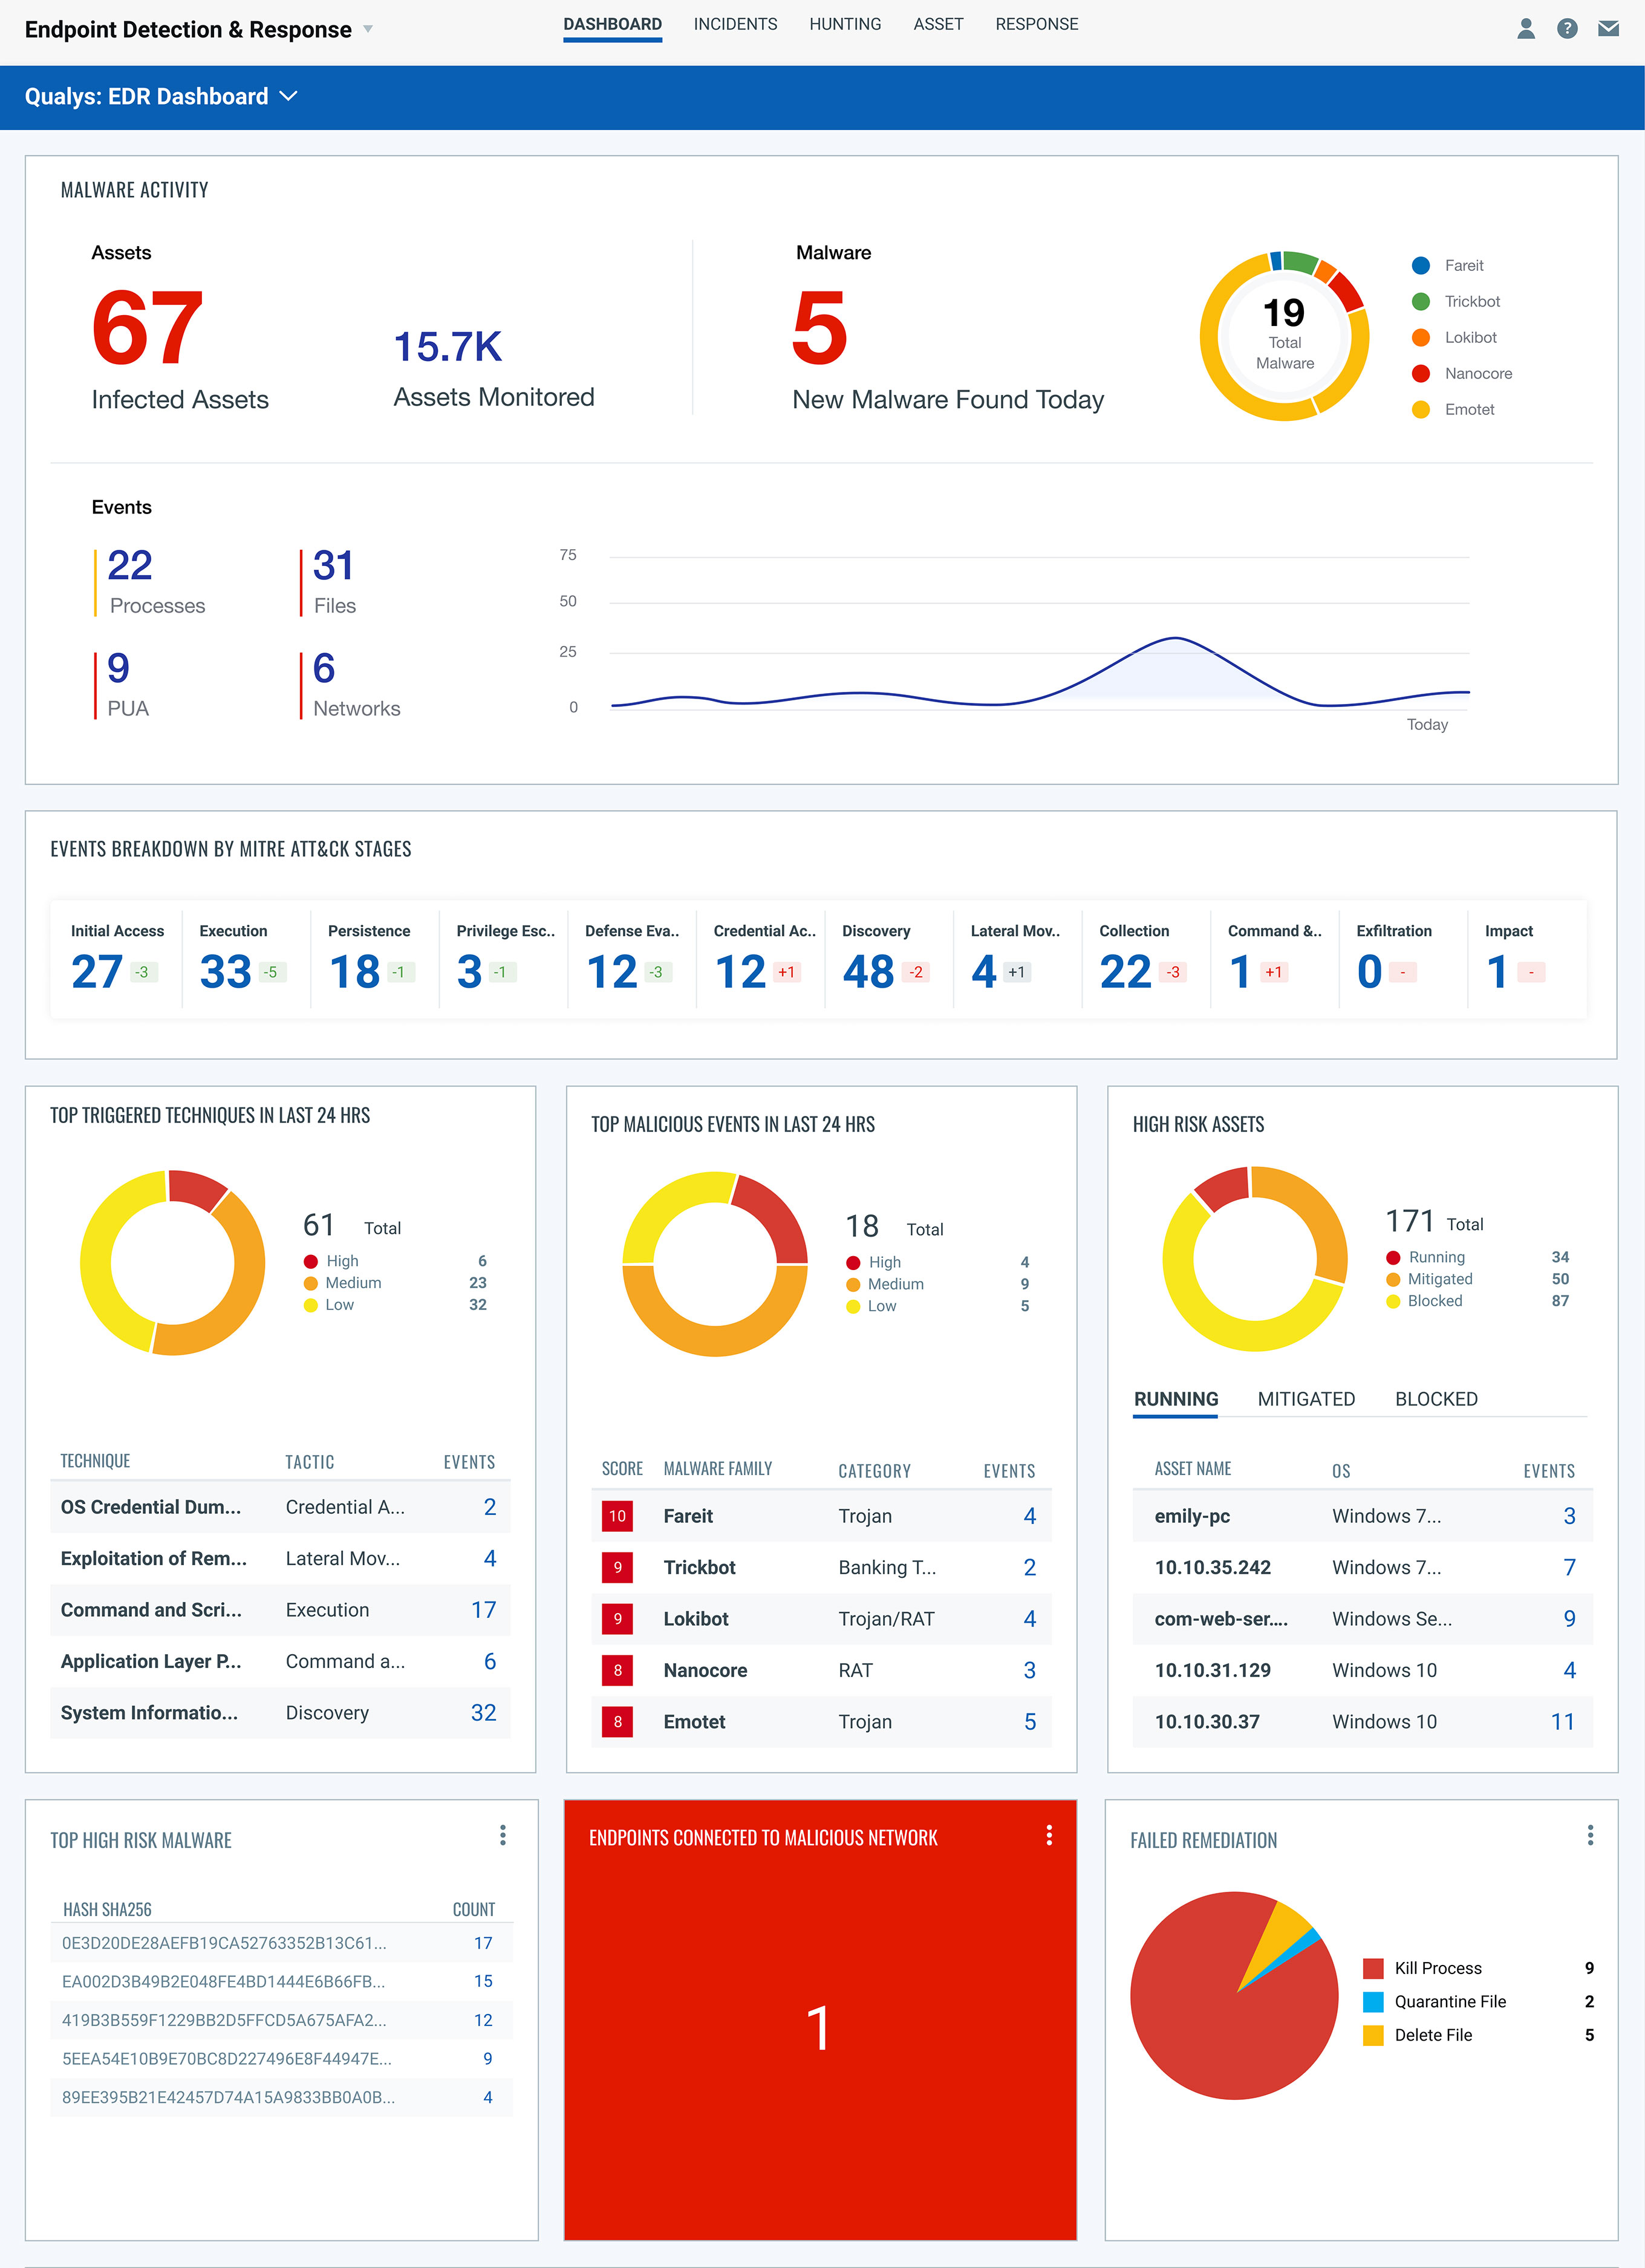 Endpoint Detection & Response
DASHBOARD INCIDENTS HUNTING ASSET RESPONSE
?
Qualys: EDR Dashboard
MALWARE ACTIVITY
Assets
67
Infected Assets
15.7K
Assets Monitored
Malware
5
New Malware Found Today
19
Total
Malware
Fareit
Trickbot
Lokibot
Nanocore
Emotet
Events
22
Processes
31
Files
9
PUA
6
Networks
75
50
25
0
Today
EVENTS BREAKDOWN BY MITRE ATT&CK STAGES
Initial Access
27 -3
Execution
33 -5
Persistence
18 -1
Privilege Esc..
3 -1
Defense Eva..
12 -3
Credential Ac..
12 +1
Discovery
48 -2
Lateral Mov..
4 +1
Collection
22 -3
Command &..
1 +1
Exfiltration
0 -
Impact
1 -
TOP TRIGGERED TECHNIQUES IN LAST 24 HRS
61 Total
High 6
Medium 23
Low 32
TECHNIQUE TACTIC EVENTS
OS Credential Dum... Credential A... 2
Exploitation of Rem... Lateral Mov... 4
Command and Scri... Execution 17
Application Layer P... Command a... 6
System Informatio... Discovery 32
TOP MALICIOUS EVENTS IN LAST 24 HRS
18 Total
High 4
Medium 9
Low 5
SCORE MALWARE FAMILY CATEGORY EVENTS
10 Fareit Trojan 4
9 Trickbot Banking T... 2
9 Lokibot Trojan/RAT 4
8 Nanocore RAT 3
8 Emotet Trojan 5
HIGH RISK ASSETS
171 Total
Running 34
Mitigated 50
Blocked 87
RUNNING MITIGATED BLOCKED
ASSET NAME OS EVENTS
emily-pc Windows 7... 3
10.10.35.242 Windows 7... 7
com-web-ser.... Windows Se... 9
10.10.31.129 Windows 10 4
10.10.30.37 Windows 10 11
TOP HIGH RISK MALWARE
HASH SHA256 COUNT
0E3D20DE28AEFB19CA52763352B13C61... 17
EA002D3B49B2E048FE4BD1444E6B66FB... 15
419B3B559F1229BB2D5FFCD5A675AFA2... 12
5EEA54E10B9E70BC8D227496E8F44947E... 9
89EE395B21E42457D74A15A9833BB0A0B... 4
ENDPOINTS CONNECTED TO MALICIOUS NETWORK
1
FAILED REMEDIATION
Kill Process 9
Quarantine File 2
Delete File 5